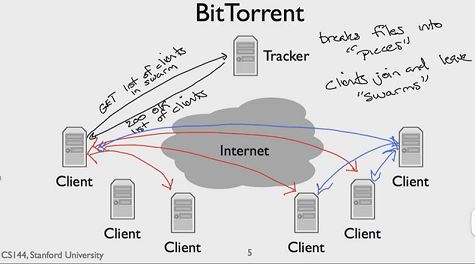 BitTorrent
breaks files into
"pieces"
Tracker
clients join and leave
"swarms"
GET list of clients
in swarm
200 OK
list of clients
Internet
Client
Client
Client
Client
Client
Client
CS144, Stanford University
5